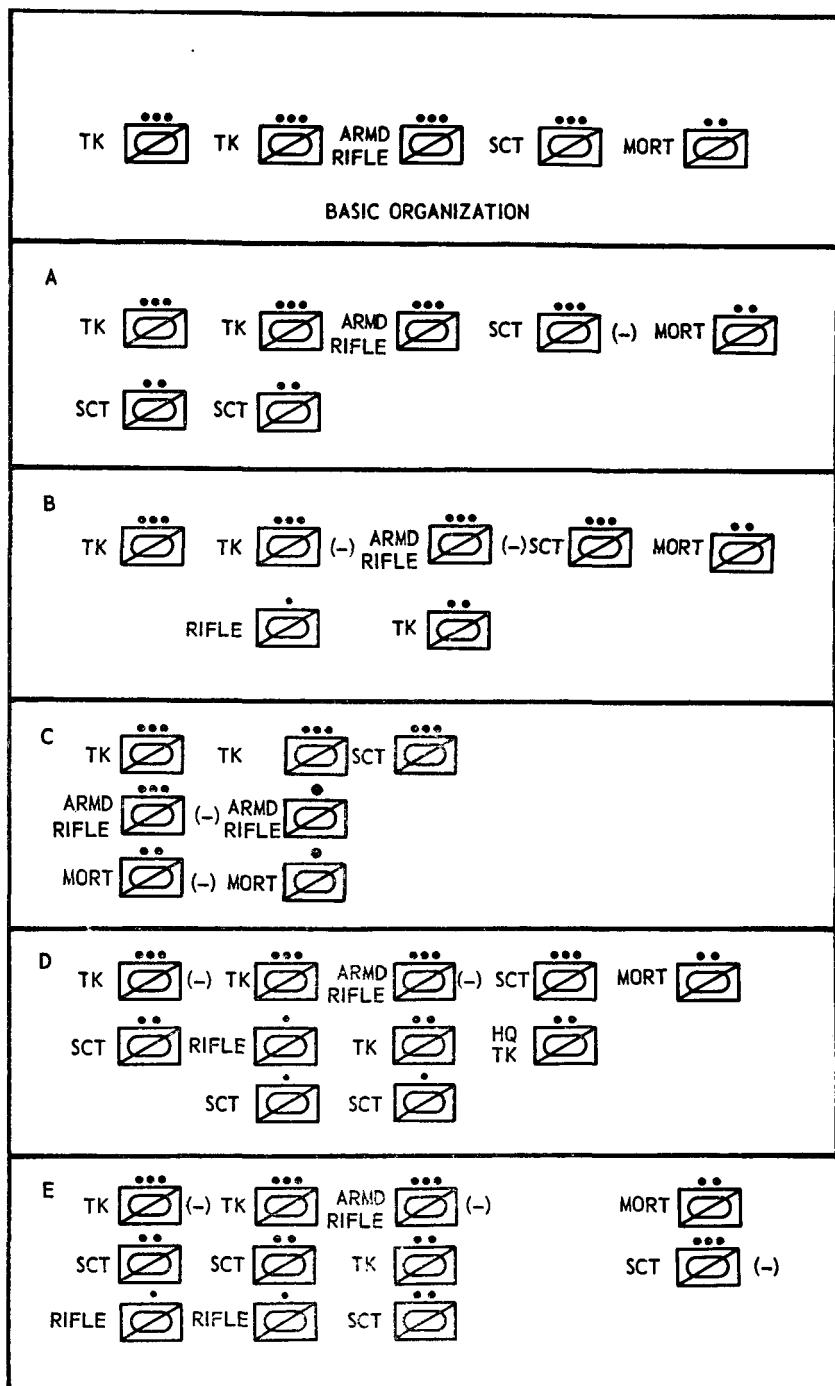 TK TK ARMD RIFLE SCT MORT
BASIC ORGANIZATION
A
TK TK ARMD RIFLE SCT (-) MORT
SCT SCT
B
TK TK (-) ARMD RIFLE (-) SCT MORT
RIFLE TK
C
TK TK SCT
ARMD RIFLE (-) ARMD RIFLE
MORT (-) MORT
D
TK (-) TK ARMD RIFLE (-) SCT MORT
SCT RIFLE TK HQ TK
SCT SCT
E
TK (-) TK ARMD RIFLE (-) MORT
SCT SCT TK SCT (-)
RIFLE RIFLE SCT